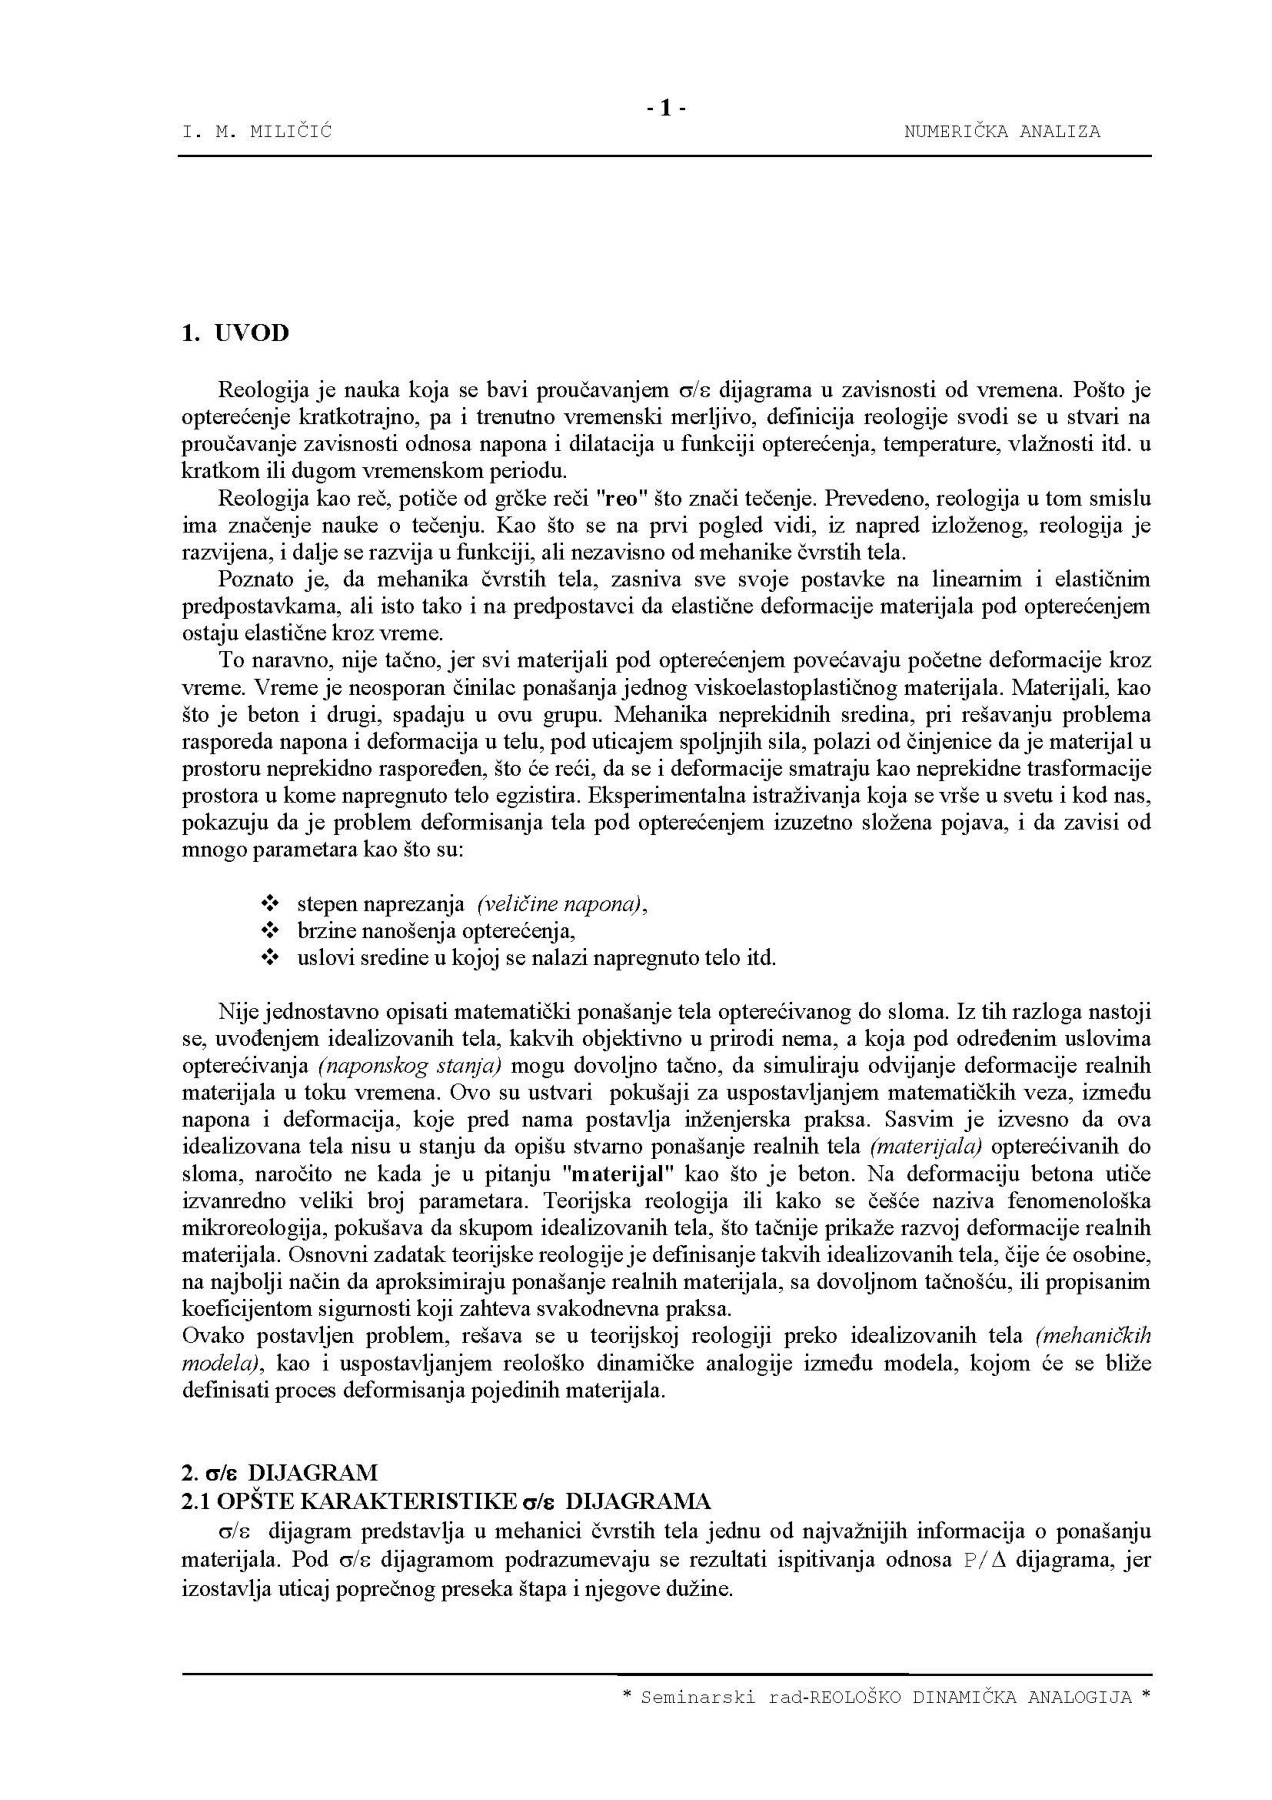 - 1 -
I. M. MILIČIĆ NUMERIČKA ANALIZA
1. UVOD
Reologija je nauka koja se bavi proučavanjem σ/ε dijagrama u zavisnosti od vremena. Pošto je
opterećenje kratkotrajno, pa i trenutno vremenski merljivo, definicija reologije svodi se u stvari na
proučavanje zavisnosti odnosa napona i dilatacija u funkciji opterećenja, temperature, vlažnosti itd. u
kratkom ili dugom vremenskom periodu.
Reologija kao reč, potiče od grčke reči "reo" što znači tečenje. Prevedeno, reologija u tom smislu
ima značenje nauke o tečenju. Kao što se na prvi pogled vidi, iz napred izloženog, reologija je
razvijena, i dalje se razvija u funkciji, ali nezavisno od mehanike čvrstih tela.
Poznato je, da mehanika čvrstih tela, zasniva sve svoje postavke na linearnim i elastičnim
predpostavkama, ali isto tako i na predpostavci da elastične deformacije materijala pod opterećenjem
ostaju elastične kroz vreme.
To naravno, nije tačno, jer svi materijali pod opterećenjem povećavaju početne deformacije kroz
vreme. Vreme je neosporan činilac ponašanja jednog viskoelastoplastičnog materijala. Materijali, kao
što je beton i drugi, spadaju u ovu grupu. Mehanika neprekidnih sredina, pri rešavanju problema
rasporeda napona i deformacija u telu, pod uticajem spoljnjih sila, polazi od činjenice da je materijal u
prostoru neprekidno raspoređen, što će reći, da se i deformacije smatraju kao neprekidne trasformacije
prostora u kome napregnuto telo egzistira. Eksperimentalna istraživanja koja se vrše u svetu i kod nas,
pokazuju da je problem deformisanja tela pod opterećenjem izuzetno složena pojava, i da zavisi od
mnogo parametara kao što su:
❖ stepen naprezanja (veličine napona),
❖ brzine nanošenja opterećenja,
❖ uslovi sredine u kojoj se nalazi napregnuto telo itd.
Nije jednostavno opisati matematički ponašanje tela opterećivanog do sloma. Iz tih razloga nastoji
se, uvođenjem idealizovanih tela, kakvih objektivno u prirodi nema, a koja pod određenim uslovima
opterećivanja (naponskog stanja) mogu dovoljno tačno, da simuliraju odvijanje deformacije realnih
materijala u toku vremena. Ovo su ustvari pokušaji za uspostavljanjem matematičkih veza, između
napona i deformacija, koje pred nama postavlja inženjerska praksa. Sasvim je izvesno da ova
idealizovana tela nisu u stanju da opišu stvarno ponašanje realnih tela (materijala) opterećivanih do
sloma, naročito ne kada je u pitanju "materijal" kao što je beton. Na deformaciju betona utiče
izvanredno veliki broj parametara. Teorijska reologija ili kako se češće naziva fenomenološka
mikroreologija, pokušava da skupom idealizovanih tela, što tačnije prikaže razvoj deformacije realnih
materijala. Osnovni zadatak teorijske reologije je definisanje takvih idealizovanih tela, čije će osobine,
na najbolji način da aproksimiraju ponašanje realnih materijala, sa dovoljnom tačnošću, ili propisanim
koeficijentom sigurnosti koji zahteva svakodnevna praksa.
Ovako postavljen problem, rešava se u teorijskoj reologiji preko idealizovanih tela (mehaničkih
modela), kao i uspostavljanjem reološko dinamičke analogije između modela, kojom će se bliže
definisati proces deformisanja pojedinih materijala.
2. σ/ε DIJAGRAM
2.1 OPŠTE KARAKTERISTIKE σ/ε DIJAGRAMA
σ/ε dijagram predstavlja u mehanici čvrstih tela jednu od najvažnijih informacija o ponašanju
materijala. Pod σ/ε dijagramom podrazumevaju se rezultati ispitivanja odnosa P/Δ dijagrama, jer
izostavlja uticaj poprečnog preseka štapa i njegove dužine.
* Seminarski rad-REOLOŠKO DINAMIČKA ANALOGIJA *